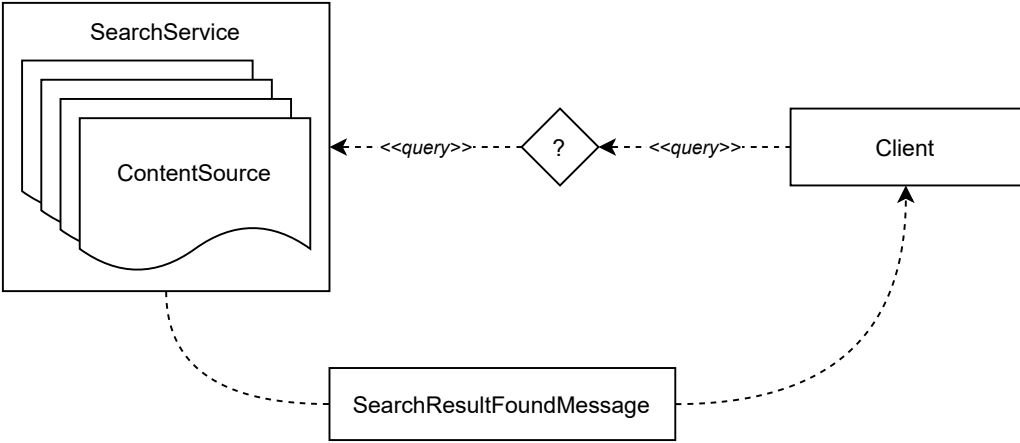 SearchService
ContentSource
<<query>>
?
<<query>>
Client
SearchResultFoundMessage